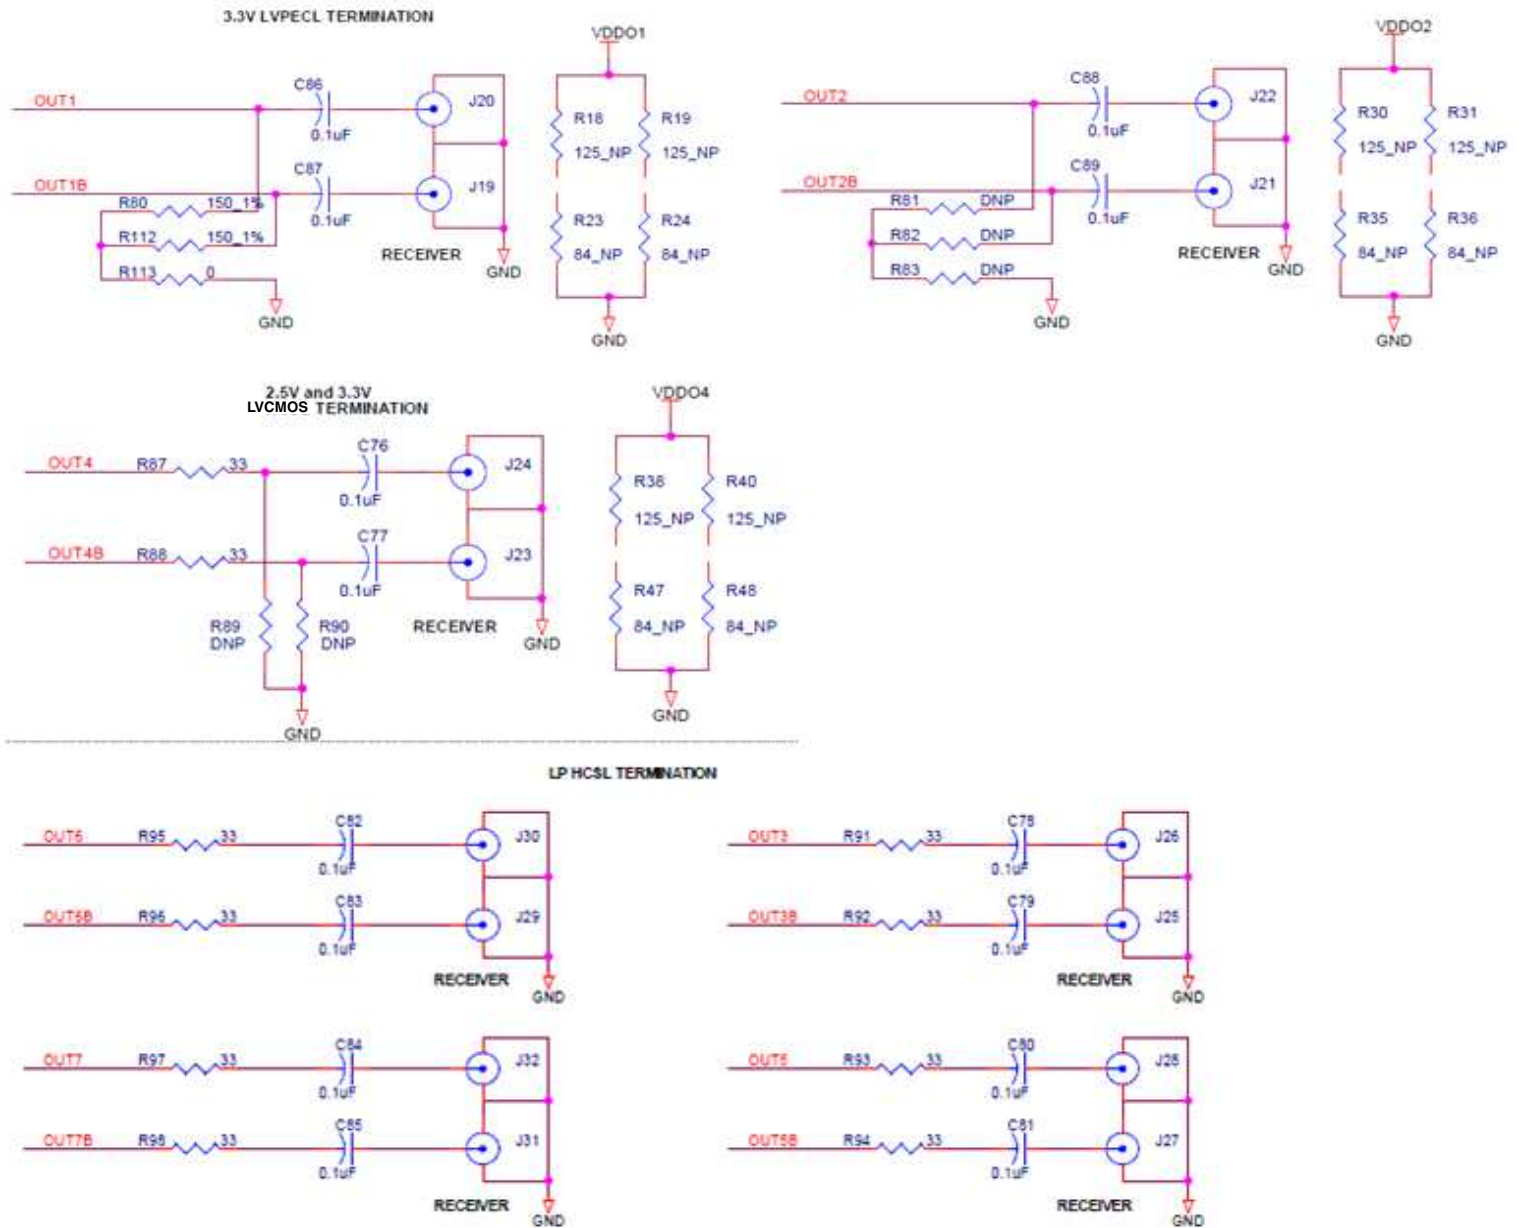 3.3V LVPECL TERMINATION
OUT1
C86
0.1uF
J20
OUT1B
C87
0.1uF
J19
R80 150_1%
R112 150_1%
R113 0
GND
RECEIVER
GND
VDDO1
R18
125_NP
R19
125_NP
R23
84_NP
R24
84_NP
GND
OUT2
C88
0.1uF
J22
OUT2B
C89
0.1uF
J21
R81 DNP
R82 DNP
R83 DNP
GND
RECEIVER
GND
VDDO2
R30
125_NP
R31
125_NP
R35
84_NP
R36
84_NP
GND
2.5V and 3.3V
LVCMOS TERMINATION
OUT4
R87 33
C76
0.1uF
J24
OUT4B
R88 33
C77
0.1uF
J23
R89
DNP
R90
DNP
GND
RECEIVER
GND
VDDO4
R38
125_NP
R40
125_NP
R47
84_NP
R48
84_NP
GND
LP HCSL TERMINATION
OUT6
R95 33
C82
0.1uF
J30
OUT6B
R96 33
C83
0.1uF
J29
RECEIVER
GND
OUT3
R91 33
C78
0.1uF
J26
OUT3B
R92 33
C79
0.1uF
J25
RECEIVER
GND
OUT7
R97 33
C84
0.1uF
J32
OUT7B
R98 33
C85
0.1uF
J31
RECEIVER
GND
OUT5
R93 33
C80
0.1uF
J28
OUT5B
R94 33
C81
0.1uF
J27
RECEIVER
GND